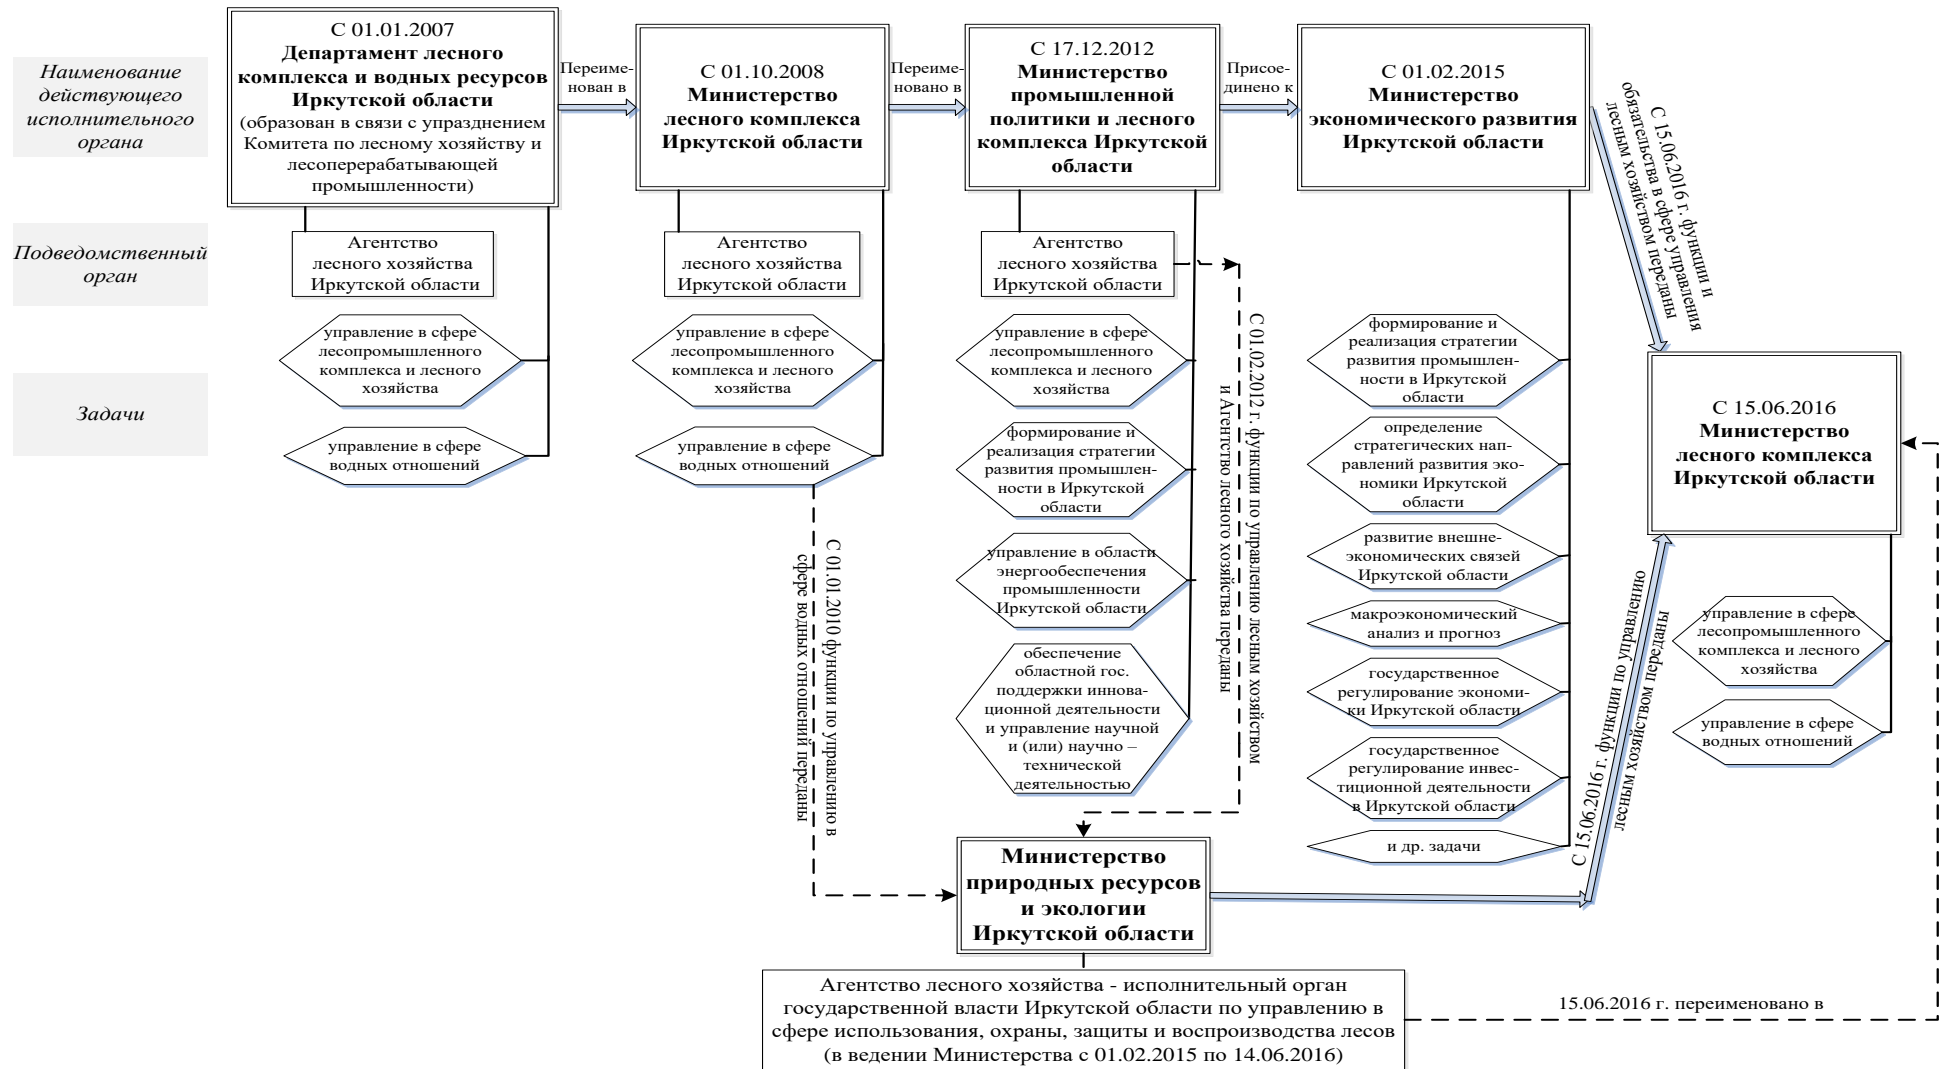 Наименование
действующего
исполнительного
органа
Подведомственный
орган
Задачи
С 01.01.2007
Департамент лесного
комплекса и водных ресурсов
Иркутской области
(образован в связи с упразднением
Комитета по лесному хозяйству и
лесоперерабатывающей
промышленности)
Агентство
лесного хозяйства
Иркутской области
управление в сфере
лесопромышленного
комплекса и лесного
хозяйства
управление в сфере
водных отношений
Переиме-
нован в
С 01.10.2008
Министерство
лесного комплекса
Иркутской области
Агентство
лесного хозяйства
Иркутской области
управление в сфере
лесопромышленного
комплекса и лесного
хозяйства
управление в сфере
водных отношений
С 01.01.2010 функции по управлению в
сфере водных отношений переданы
Переиме-
новано в
С 17.12.2012
Министерство
промышленной
политики и лесного
комплекса Иркутской
области
Агентство
лесного хозяйства
Иркутской области
управление в сфере
лесопромышленного
комплекса и лесного
хозяйства
формирование и
реализация стратегии
развития промышлен-
ности в Иркутской
области
управление в области
энергообеспечения
промышленности
Иркутской области
обеспечение
областной гос.
поддержки иннова-
ционной деятельности
и управление научной
и (или) научно –
технической
деятельностью
С 01.02.2012 г. функции по управлению лесным хозяйством
и Агентство лесного хозяйства переданы
Присое-
динено к
С 01.02.2015
Министерство
экономического развития
Иркутской области
формирование и
реализация стратегии
развития промышлен-
ности в Иркутской
области
определение
стратегических нап-
равлений развития эко-
номики Иркутской
области
развитие внешне-
экономических связей
Иркутской области
макроэкономический
анализ и прогноз
государственное
регулирование экономи-
ки Иркутской области
государственное
регулирование инвес-
тиционной деятельности
в Иркутской области
и др. задачи
С 15.06.2016 г. функции и
обязательства в сфере управления
лесным хозяйством переданы
С 15.06.2016
Министерство
лесного комплекса
Иркутской области
управление в сфере
лесопромышленного
комплекса и лесного
хозяйства
управление в сфере
водных отношений
С 15.06.2016 г. функции по управлению
лесным хозяйством переданы
Министерство
природных ресурсов
и экологии
Иркутской области
Агентство лесного хозяйства - исполнительный орган
государственной власти Иркутской области по управлению в
сфере использования, охраны, защиты и воспроизводства лесов
(в ведении Министерства с 01.02.2015 по 14.06.2016)
15.06.2016 г. переименовано в